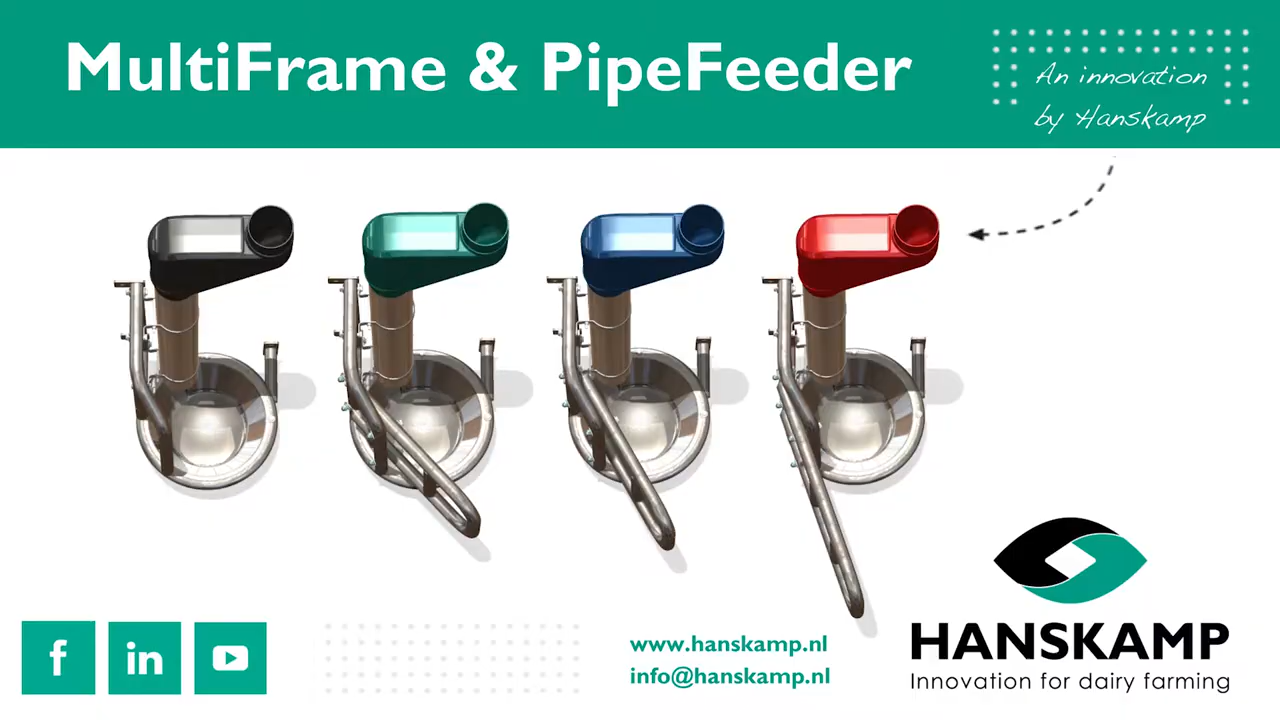 MultiFrame & PipeFeeder
An innovation
by Hanskamp
f
in
www.hanskamp.nl
info@hanskamp.nl
HANSKAMP
Innovation for dairy farming